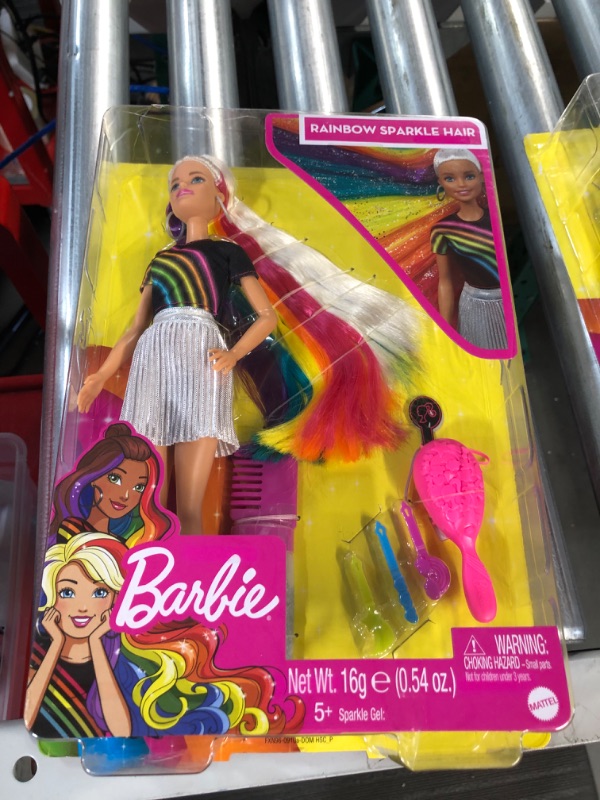 RAINBOW SPARKLE HAIR
Barbie
WARNING:
CHOKING HAZARD – Small parts.
Not for children under 3 years.
Net Wt. 16g e (0.54 oz.)
5+ Sparkle Gel:
MATTEL